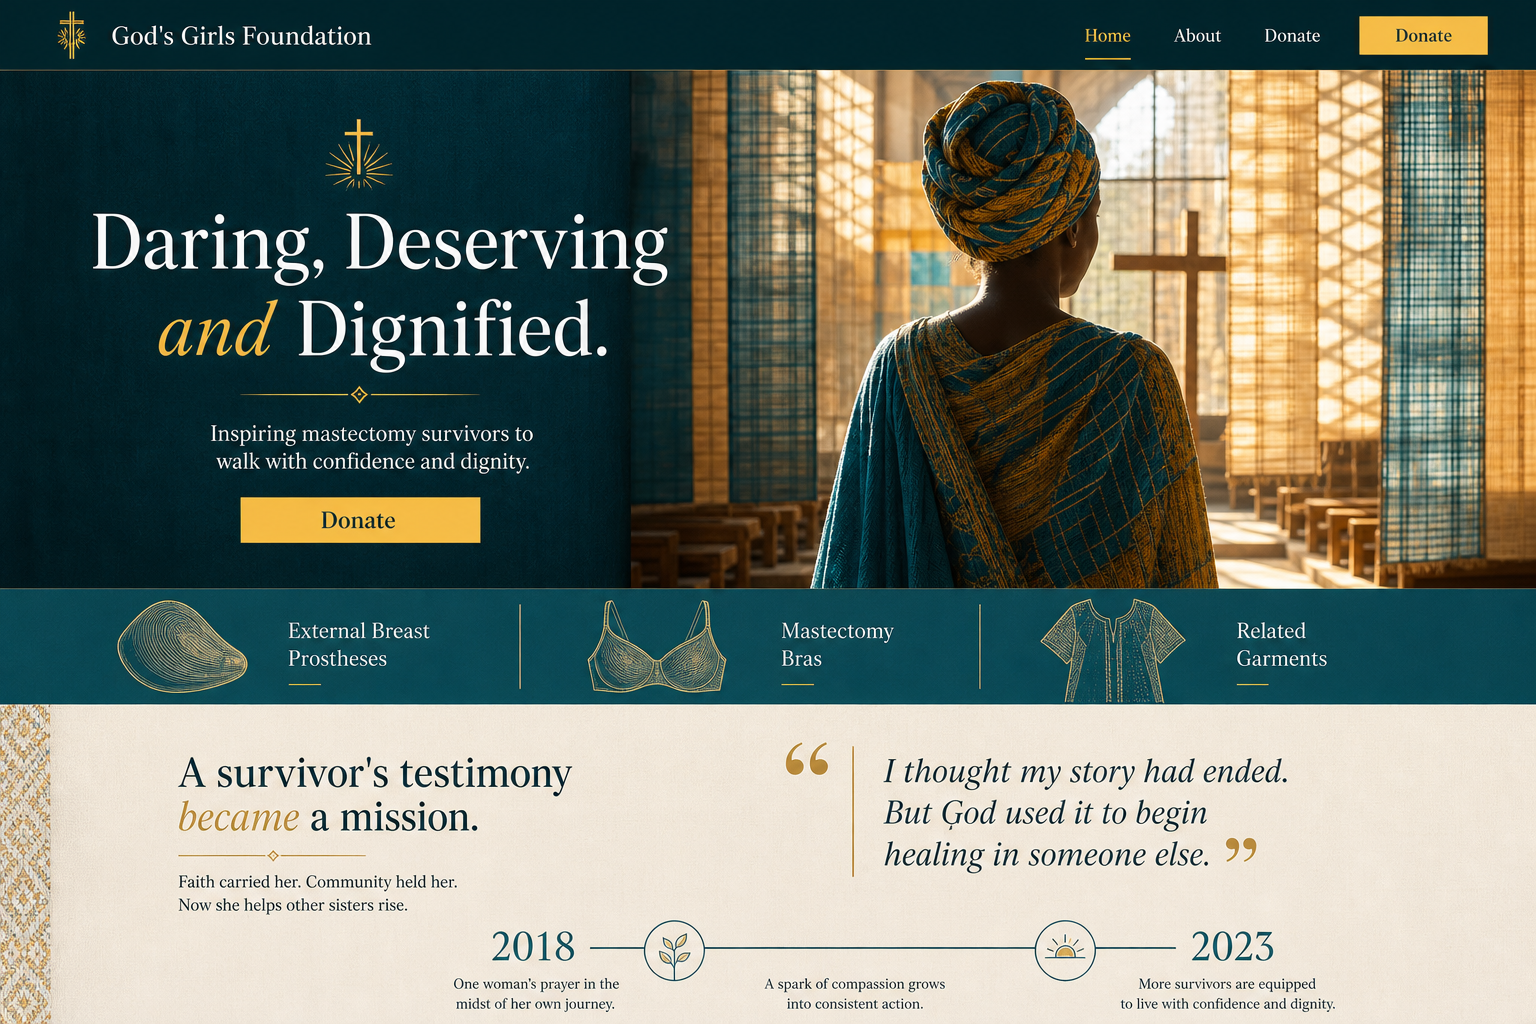 God's Girls Foundation
Home
About
Donate
Donate
Daring, Deserving
and Dignified.
Inspiring mastectomy survivors to
walk with confidence and dignity.
Donate
External Breast
Prostheses
Mastectomy
Bras
Related
Garments
A survivor's testimony
became a mission.
Faith carried her. Community held her.
Now she helps other sisters rise.
“
I thought my story had ended.
But God used it to begin
healing in someone else. ”
2018
One woman's prayer in the
midst of her own journey.
A spark of compassion grows
into consistent action.
2023
More survivors are equipped
to live with confidence and dignity.